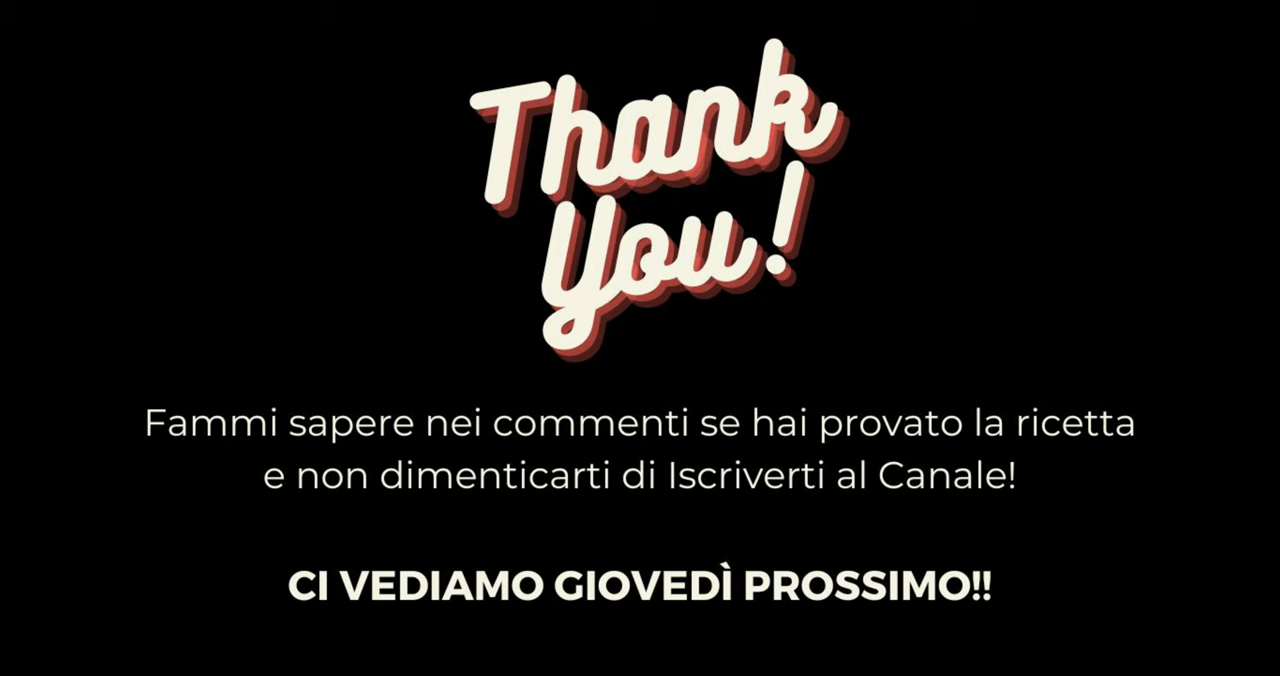 Thank
You!
Fammi sapere nei commenti se hai provato la ricetta
e non dimenticarti di Iscriverti al Canale!
CI VEDIAMO GIOVEDÌ PROSSIMO!!